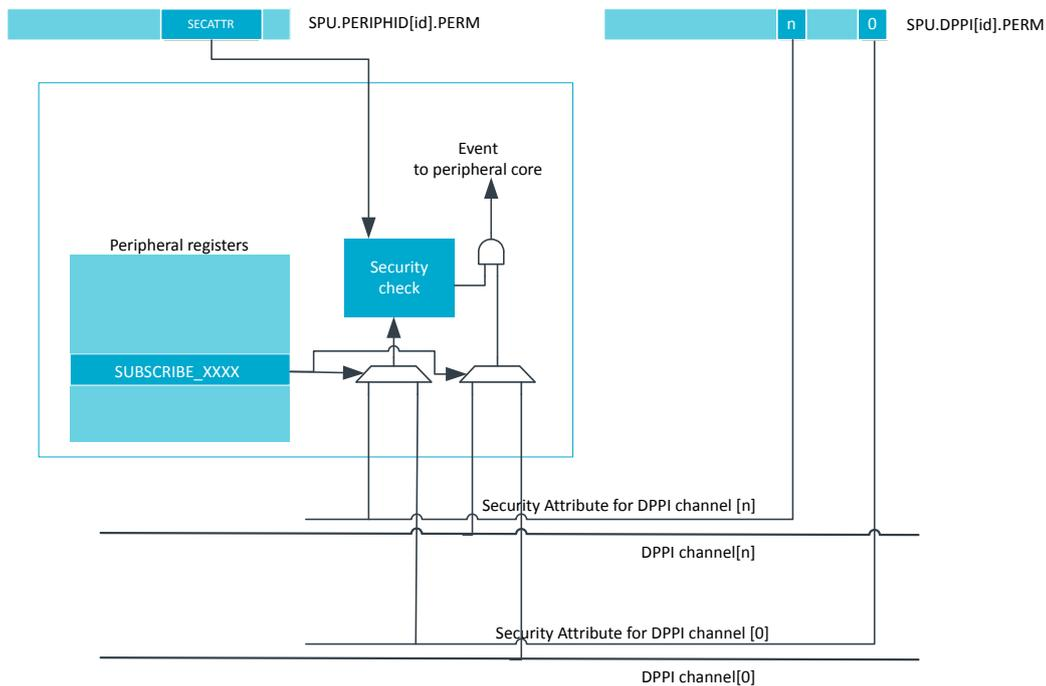 SECATTR
SPU.PERIPHID[id].PERM
n
0
SPU.DPPI[id].PERM
Event
to peripheral core
Peripheral registers
Security
check
SUBSCRIBE_XXXX
Security Attribute for DPPI channel [n]
DPPI channel[n]
Security Attribute for DPPI channel [0]
DPPI channel[0]